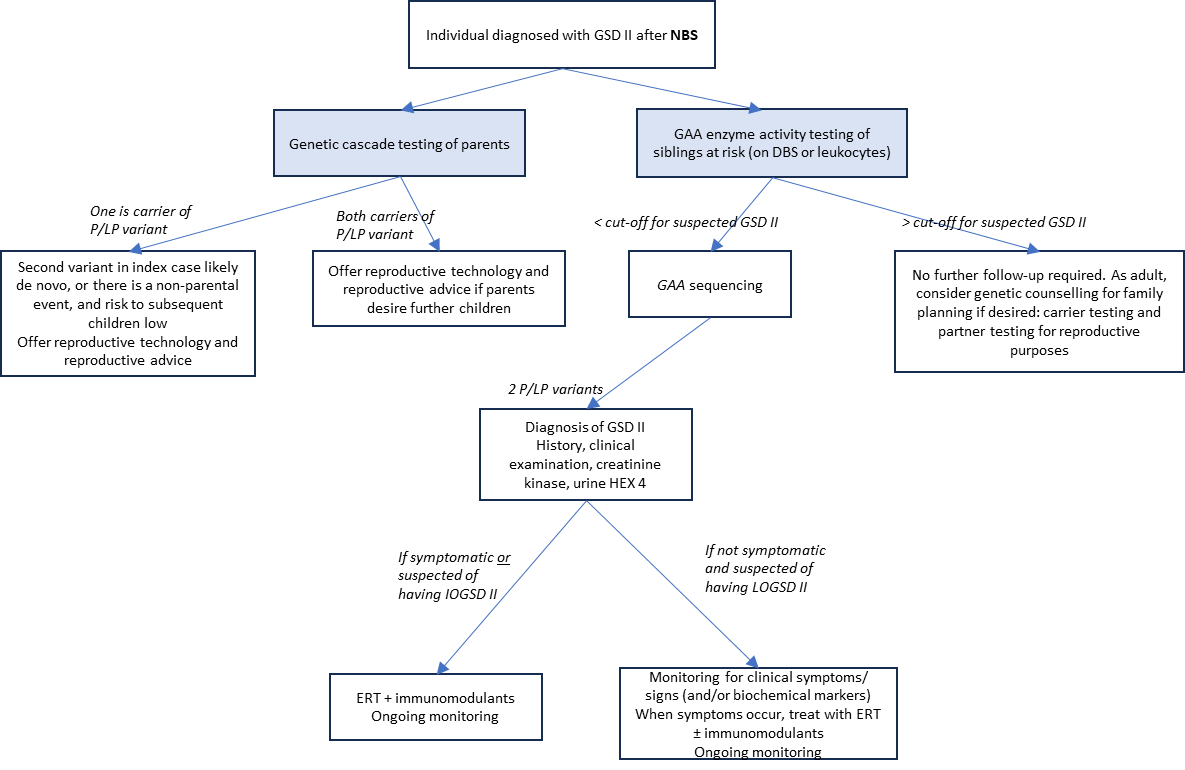 Individual diagnosed with GSD II after NBS
Genetic cascade testing of parents
GAA enzyme activity testing of
siblings at risk (on DBS or leukocytes)
One is carrier of
P/LP variant
Both carriers of
P/LP variant
< cut-off for suspected GSD II
> cut-off for suspected GSD II
Second variant in index case likely
de novo, or there is a non-parental
event, and risk to subsequent
children low
Offer reproductive technology and
reproductive advice
Offer reproductive technology and
reproductive advice if parents
desire further children
GAA sequencing
No further follow-up required. As adult,
consider genetic counselling for family
planning if desired: carrier testing and
partner testing for reproductive
purposes
2 P/LP variants
Diagnosis of GSD II
History, clinical
examination, creatinine
kinase, urine HEX 4
If symptomatic or
suspected of
having IOGSD II
If not symptomatic
and suspected of
having LOGSD II
ERT + immunomodulants
Ongoing monitoring
Monitoring for clinical symptoms/
signs (and/or biochemical markers)
When symptoms occur, treat with ERT
± immunomodulants
Ongoing monitoring